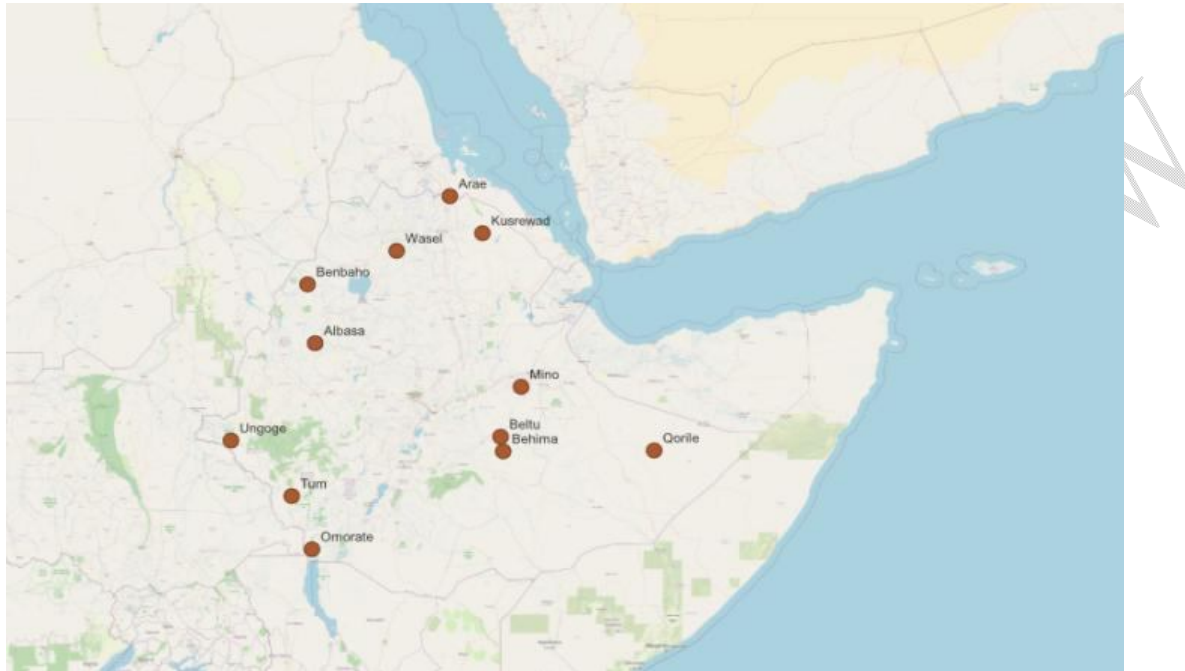 Arae
Kusrewad
Wasel
Benbaho
Albasa
Mino
Beltu
Behima
Ungoge
Qorile
Tum
Omorate
W